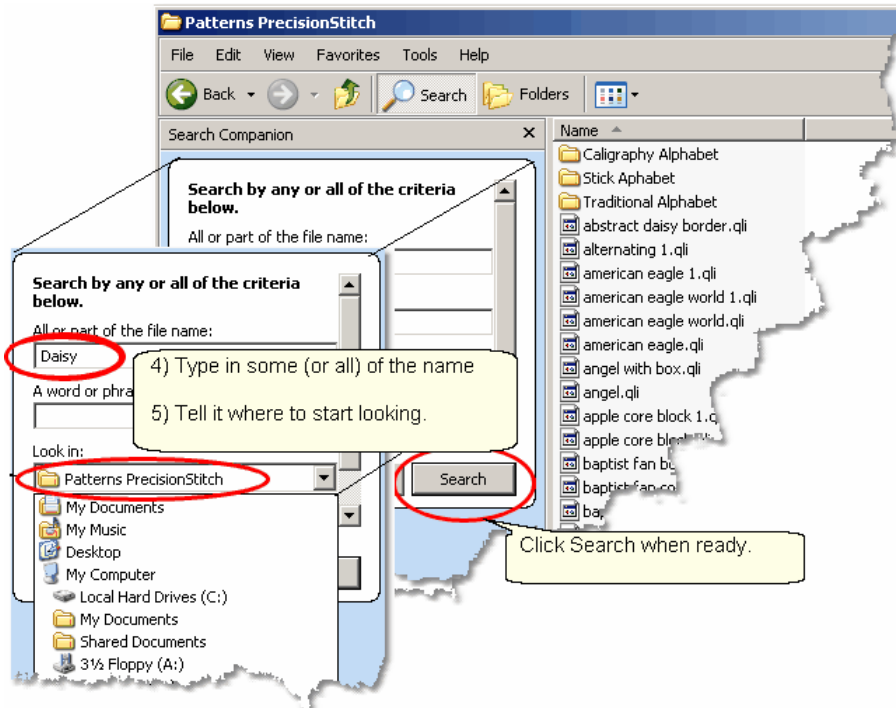 Patterns PrecisionStitch
File Edit View Favorites Tools Help
Back Search Folders
Search Companion
Search by any or all of the criteria
below.
All or part of the file name:
Search
Search by any or all of the criteria
below.
All or part of the file name:
Daisy
A word or phra
Look in:
Patterns PrecisionStitch
My Documents
My Music
Desktop
My Computer
Local Hard Drives (C:)
My Documents
Shared Documents
3½ Floppy (A:)
4) Type in some (or all) of the name
5) Tell it where to start looking.
Click Search when ready.
Name
Caligraphy Alphabet
Stick Aphabet
Traditional Alphabet
abstract daisy border.qli
alternating 1.qli
american eagle 1.qli
american eagle world 1.qli
american eagle world.qli
american eagle.qli
angel with box.qli
angel.qli
apple core block 1.q
apple core
baptist fan
baptist fan